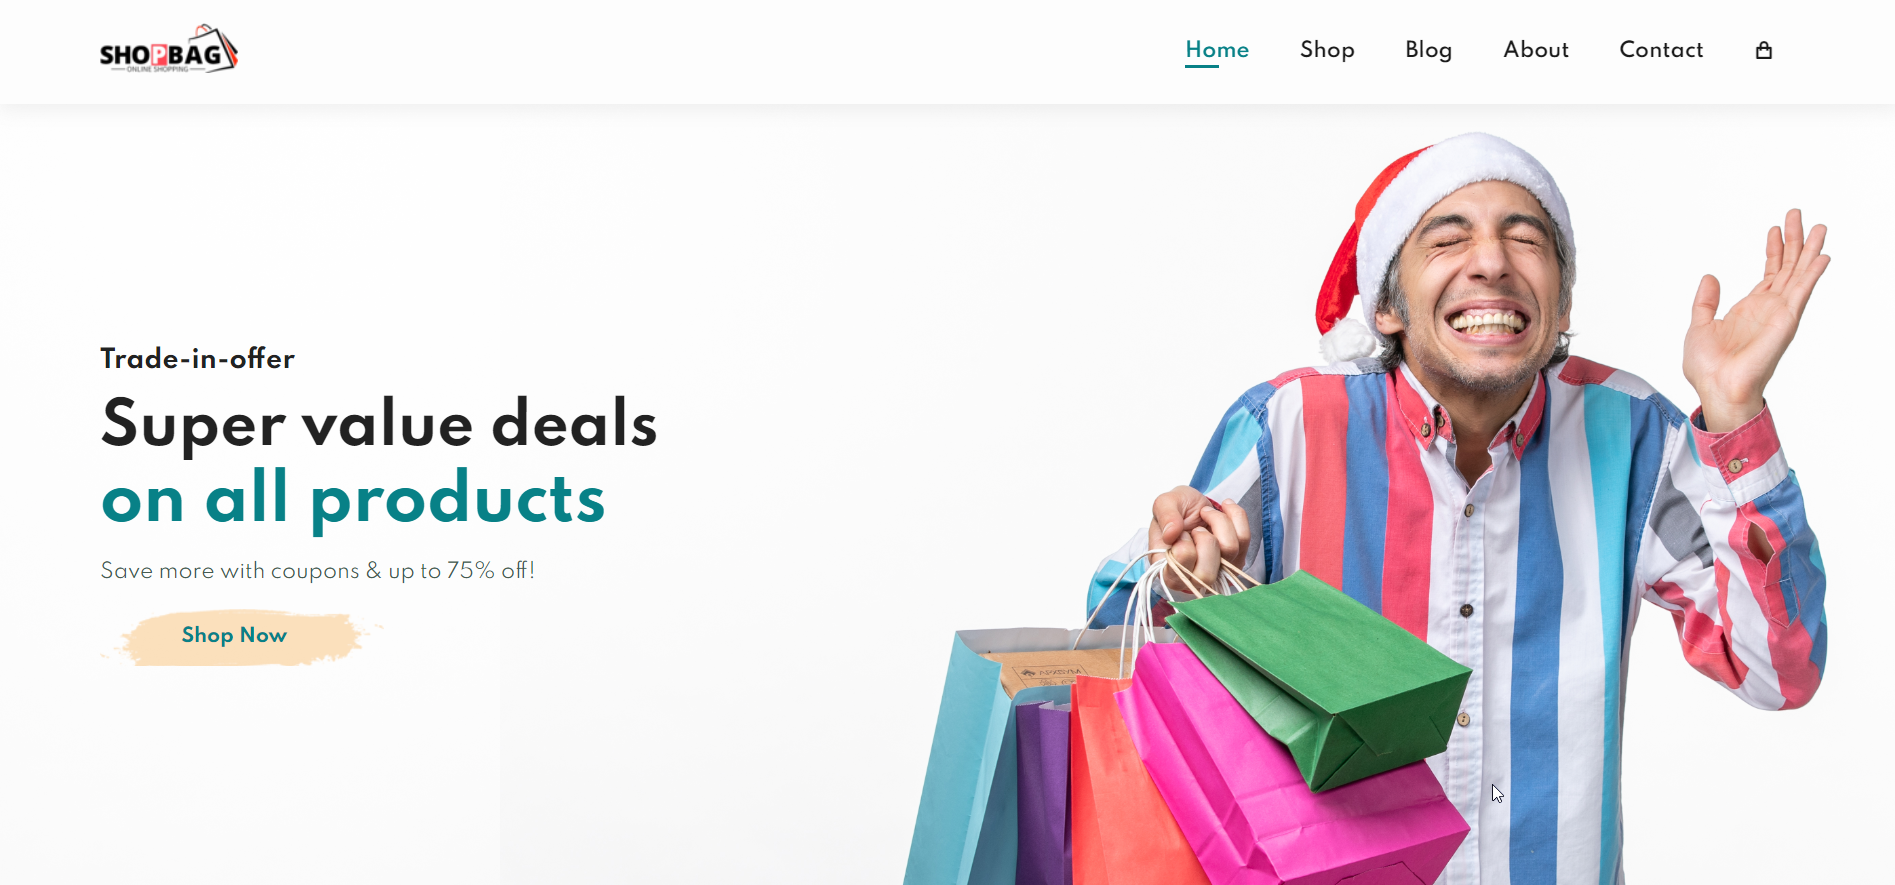 SHOPBAG
ONLINE SHOPPING
Home Shop Blog About Contact
Trade-in-offer
Super value deals
on all products
Save more with coupons & up to 75% off!
Shop Now